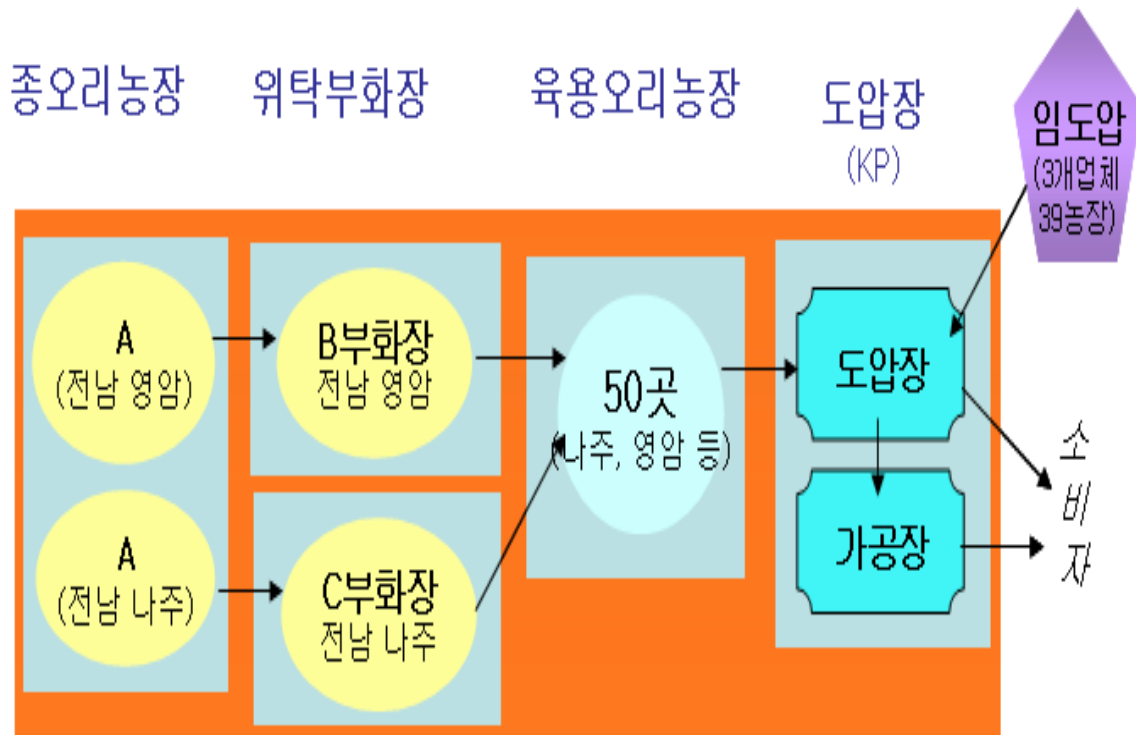 종오리농장
위탁부화장
육용오리농장
도압장
(KP)
임도압
(3개업체
39농장)
A
(전남 영암)
B부화장
전남 영암
50곳
(나주, 영암 등)
도압장
가공장
A
(전남 나주)
C부화장
전남 나주
소
비
자